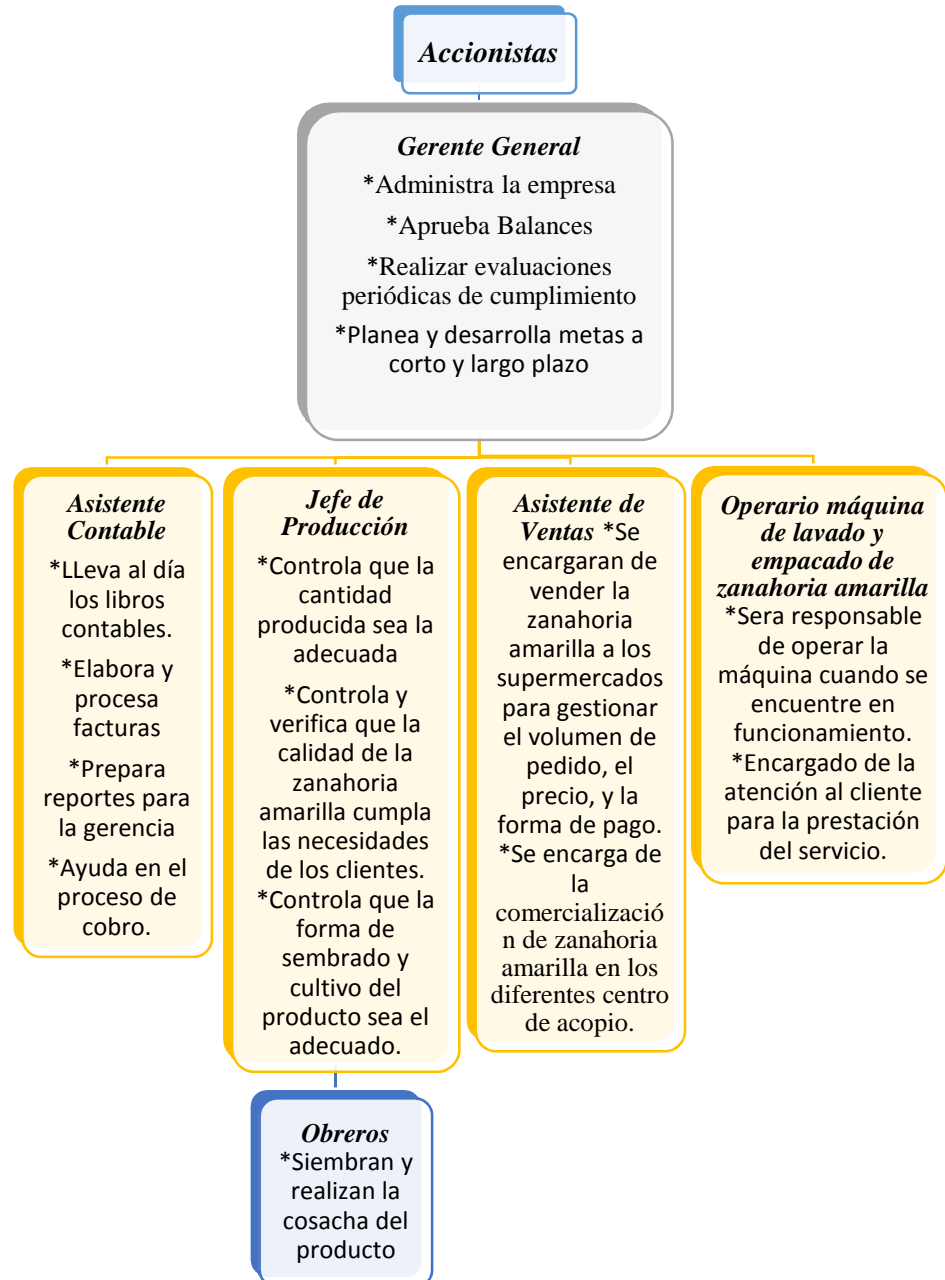 Accionistas
Gerente General
*Administra la empresa
*Aprueba Balances
*Realizar evaluaciones
periódicas de cumplimiento
*Planea y desarrolla metas a
corto y largo plazo
Asistente
Contable
*LLeva al día
los libros
contables.
*Elabora y
procesa
facturas
*Prepara
reportes para
la gerencia
*Ayuda en el
proceso de
cobro.
Jefe de
Producción
*Controla que la
cantidad
producida sea la
adecuada
*Controla y
verifica que la
calidad de la
zanahoria
amarilla cumpla
las necesidades
de los clientes.
*Controla que la
forma de
sembrado y
cultivo del
producto sea el
adecuado.
Asistente de
Ventas *Se
encargaran de
vender la
zanahoria
amarilla a los
supermercados
para gestionar
el volumen de
pedido, el
precio, y la
forma de pago.
*Se encarga de
la
comercializació
n de zanahoria
amarilla en los
diferentes centro
de acopio.
Operario máquina
de lavado y
empacado de
zanahoria amarilla
*Sera responsable
de operar la
máquina cuando se
encuentre en
funcionamiento.
*Encargado de la
atención al cliente
para la prestación
del servicio.
Obreros
*Siembran y
realizan la
cosacha del
producto